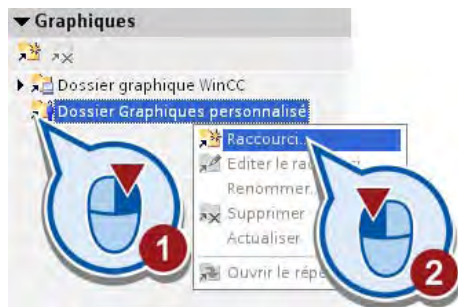 Graphiques
Dossier graphique WinCC
Dossier Graphiques personnalisé
Raccourci...
Editer le
Renommer...
Supprimer
Actualiser
Ouvrir le
1
2